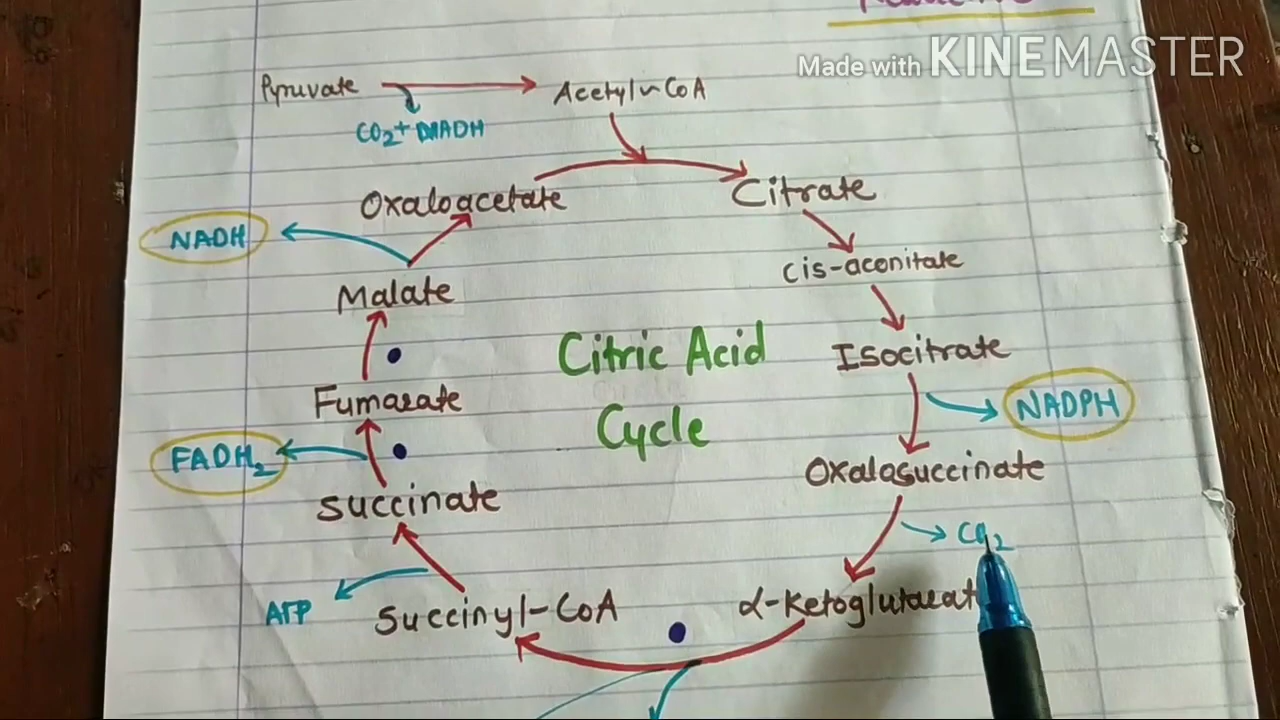 Made with KINEMASTER
Pyruvate Acetyl~CoA
CO2+ NADH
Oxaloacetate Citrate
NADH
cis-aconitate
Malate
Citric Acid
Isocitrate
Fumarate
NADPH
Cycle
FADH2
Oxalosuccinate
Succinate
CO2
ATP
Succinyl-CoA
α-Ketoglutarat